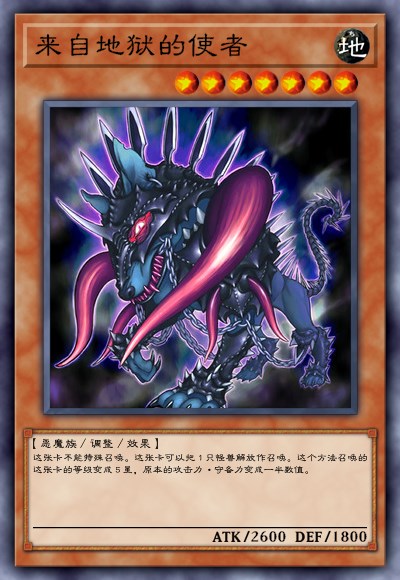 来自地狱的使者
地
【恶魔族／调整／效果】
这张卡不能特殊召唤。这张卡可以把1只怪兽解放作召唤。这个方法召唤的
这张卡的等级变成5星，原本的攻击力·守备力变成一半数值。
ATK/2600 DEF/1800